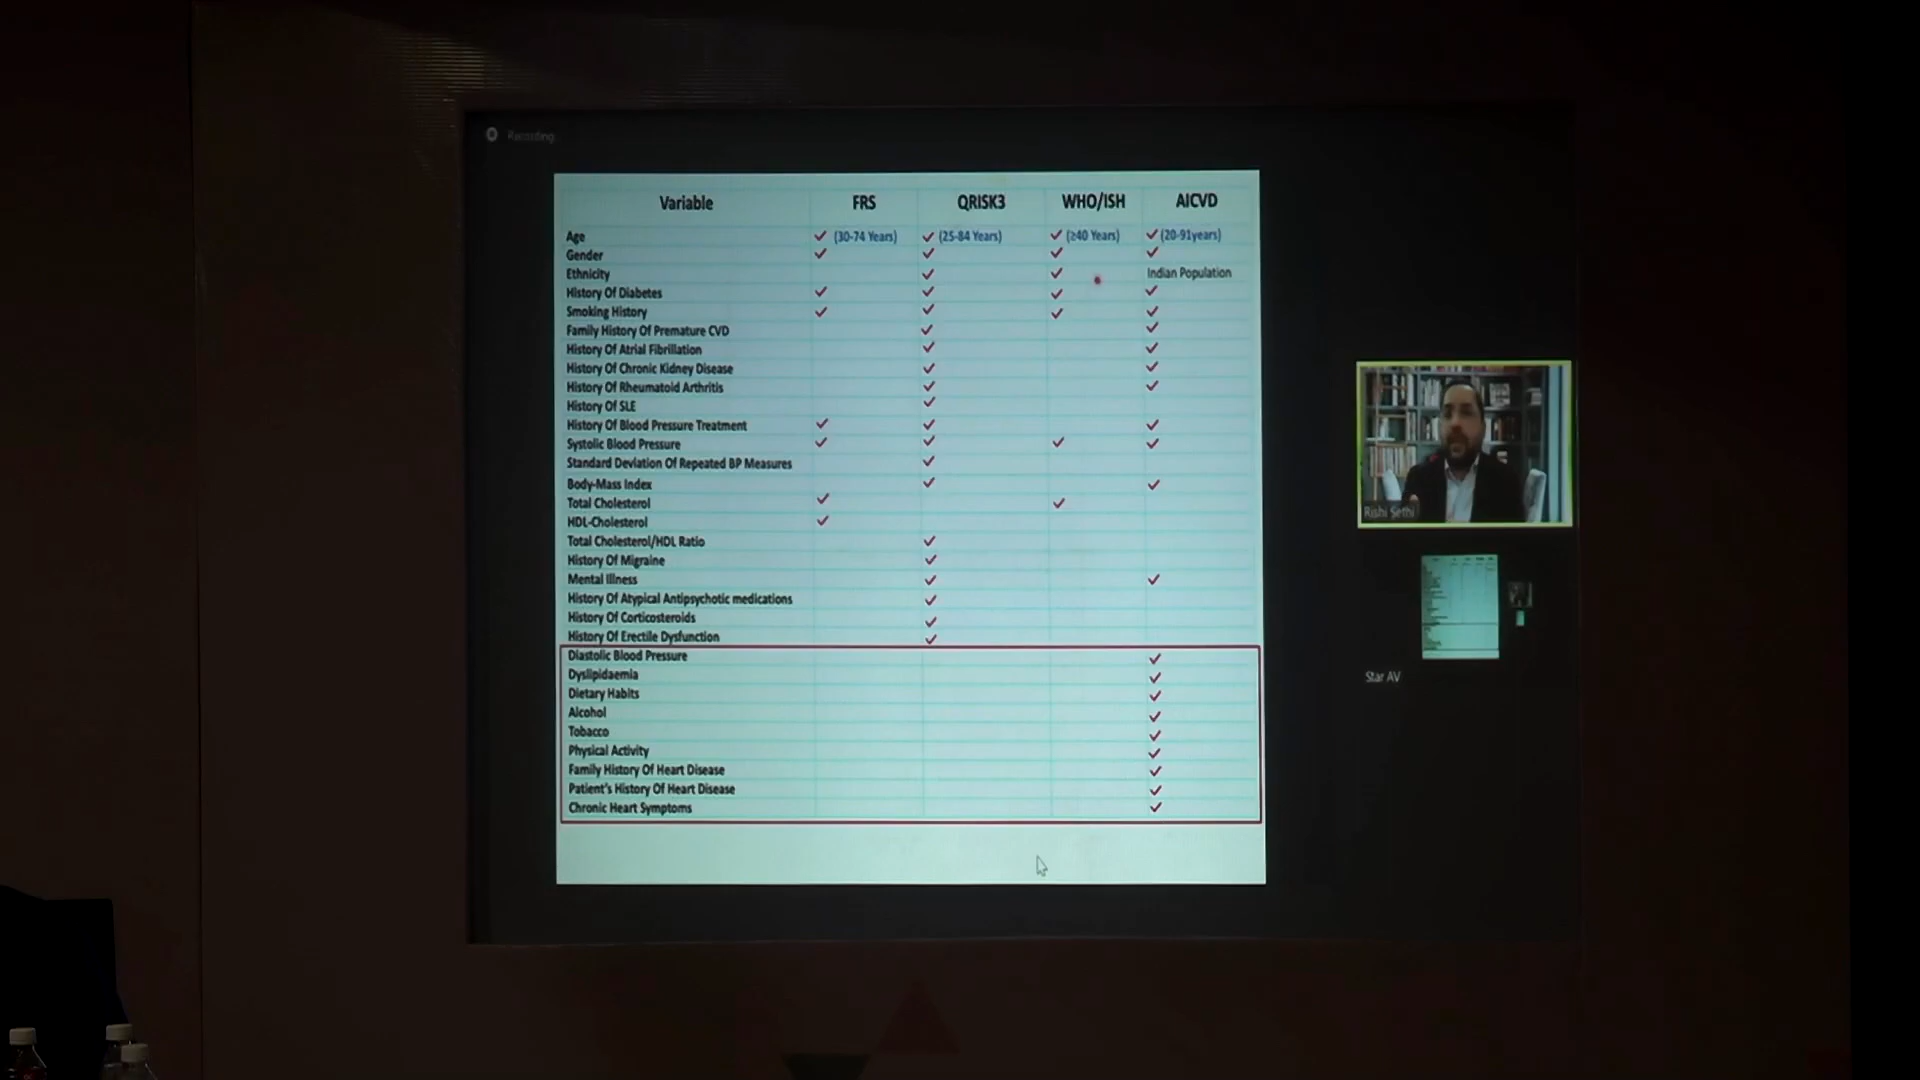 Recording
Variable FRS QRISK3 WHO/ISH AICVD
Age ✓ (30-74 Years) ✓ (25-84 Years) ✓ (≥40 Years) ✓ (20-91years)
Gender ✓ ✓ ✓ ✓
Ethnicity ✓ ✓ Indian Population
History Of Diabetes ✓ ✓ ✓ ✓
Smoking History ✓ ✓ ✓ ✓
Family History Of Premature CVD ✓ ✓
History Of Atrial Fibrillation ✓ ✓
History Of Chronic Kidney Disease ✓ ✓
History Of Rheumatoid Arthritis ✓ ✓
History Of SLE ✓
History Of Blood Pressure Treatment ✓ ✓ ✓
Systolic Blood Pressure ✓ ✓ ✓ ✓
Standard Deviation Of Repeated BP Measures ✓
Body-Mass Index ✓ ✓
Total Cholesterol ✓ ✓
HDL-Cholesterol ✓
Total Cholesterol/HDL Ratio ✓
History Of Migraine ✓
Mental Illness ✓ ✓
History Of Atypical Antipsychotic medications ✓
History Of Corticosteroids ✓
History Of Erectile Dysfunction ✓
Diastolic Blood Pressure ✓
Dyslipidaemia ✓
Dietary Habits ✓
Alcohol ✓
Tobacco ✓
Physical Activity ✓
Family History Of Heart Disease ✓
Patient's History Of Heart Disease ✓
Chronic Heart Symptoms ✓
Rishi Sethi
Star AV